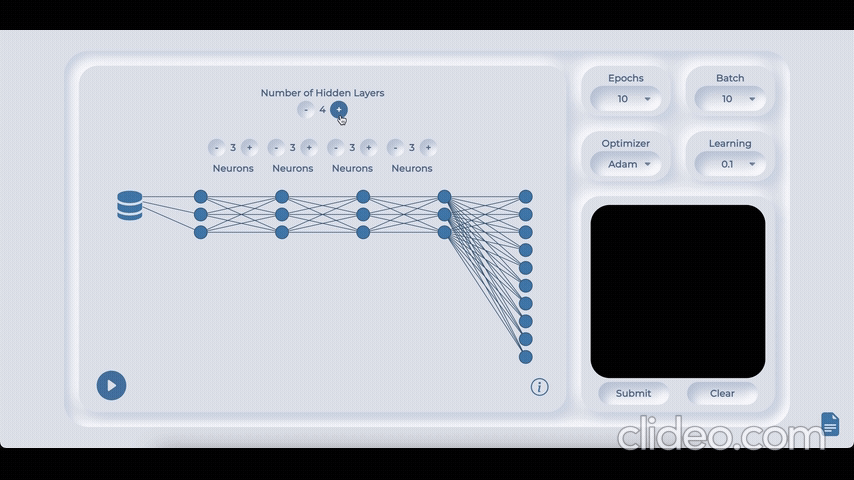 Number of Hidden Layers
- 4 +
- 3 + - 3 + - 3 + - 3 +
Neurons Neurons Neurons Neurons
i
Epochs Batch
10 10
Optimizer Learning
Adam 0.1
Submit Clear
clideo.com